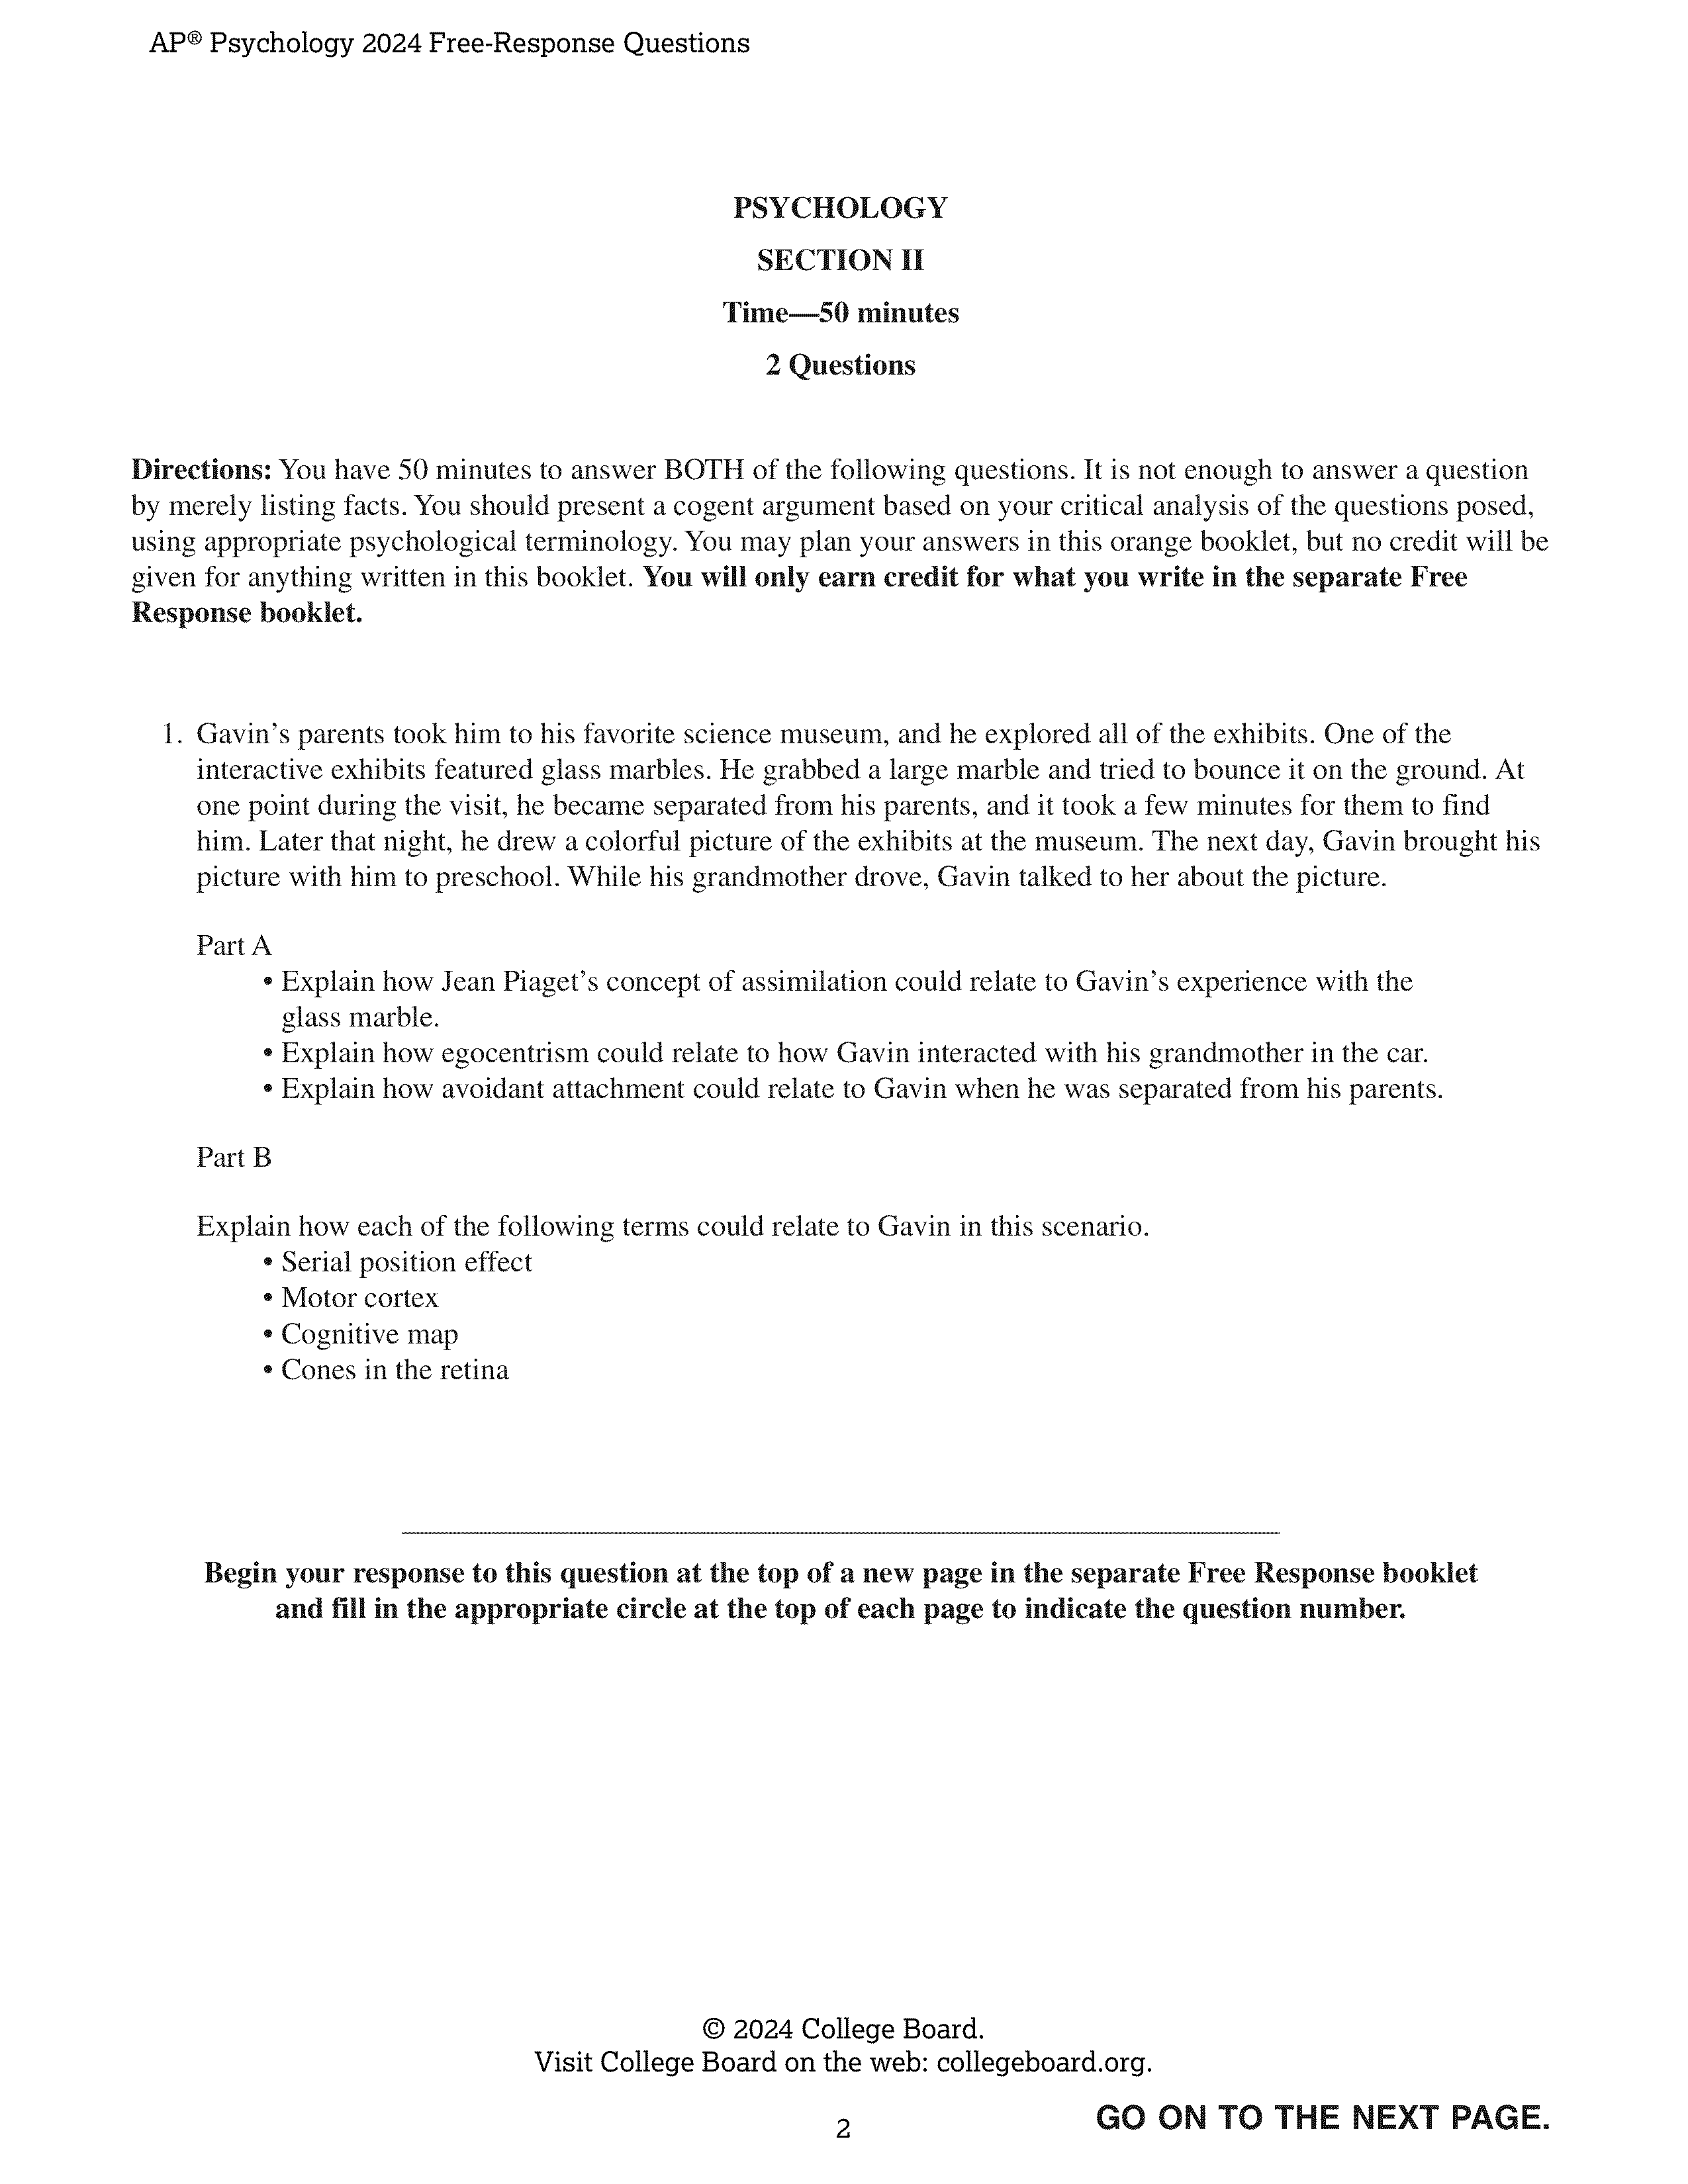 AP® Psychology 2024 Free-Response Questions
PSYCHOLOGY
SECTION II
Time—50 minutes
2 Questions
Directions: You have 50 minutes to answer BOTH of the following questions. It is not enough to answer a question
by merely listing facts. You should present a cogent argument based on your critical analysis of the questions posed,
using appropriate psychological terminology. You may plan your answers in this orange booklet, but no credit will be
given for anything written in this booklet. You will only earn credit for what you write in the separate Free
Response booklet.
1. Gavin’s parents took him to his favorite science museum, and he explored all of the exhibits. One of the
interactive exhibits featured glass marbles. He grabbed a large marble and tried to bounce it on the ground. At
one point during the visit, he became separated from his parents, and it took a few minutes for them to find
him. Later that night, he drew a colorful picture of the exhibits at the museum. The next day, Gavin brought his
picture with him to preschool. While his grandmother drove, Gavin talked to her about the picture.
Part A
• Explain how Jean Piaget’s concept of assimilation could relate to Gavin’s experience with the
glass marble.
• Explain how egocentrism could relate to how Gavin interacted with his grandmother in the car.
• Explain how avoidant attachment could relate to Gavin when he was separated from his parents.
Part B
Explain how each of the following terms could relate to Gavin in this scenario.
• Serial position effect
• Motor cortex
• Cognitive map
• Cones in the retina
Begin your response to this question at the top of a new page in the separate Free Response booklet
and fill in the appropriate circle at the top of each page to indicate the question number.
© 2024 College Board.
Visit College Board on the web: collegeboard.org.
GO ON TO THE NEXT PAGE.
2